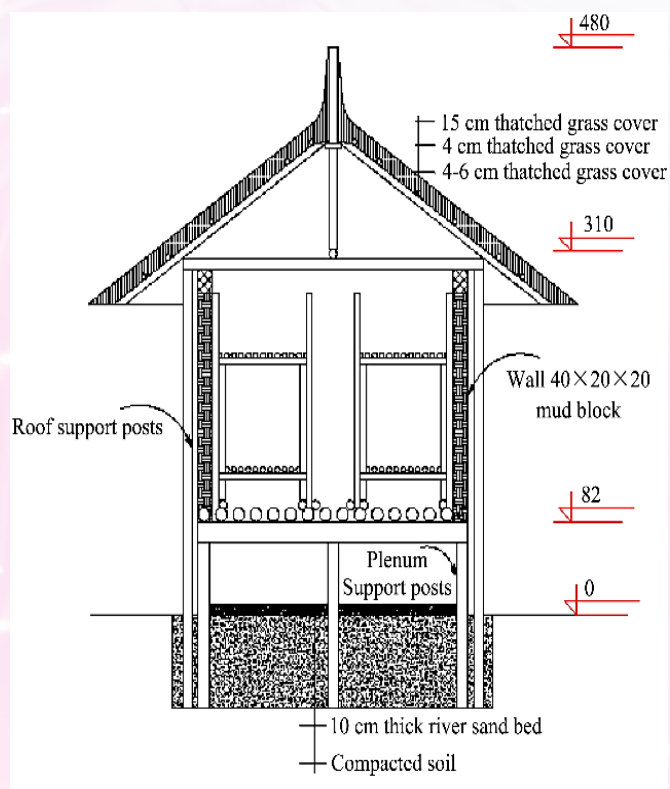 480
15 cm thatched grass cover
4 cm thatched grass cover
4-6 cm thatched grass cover
310
Wall 40×20×20
mud block
Roof support posts
82
Plenum
Support posts
0
10 cm thick river sand bed
Compacted soil